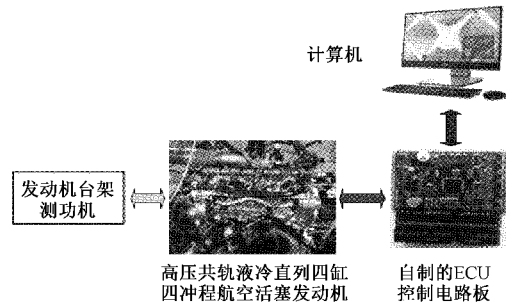 计算机
发动机台架
测功机
高压共轨液冷直列四缸
四冲程航空活塞发动机
自制的ECU
控制电路板